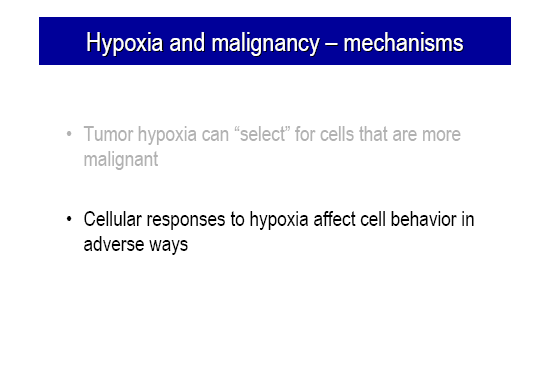 Hypoxia and malignancy – mechanisms
• Tumor hypoxia can “select” for cells that are more
malignant
• Cellular responses to hypoxia affect cell behavior in
adverse ways